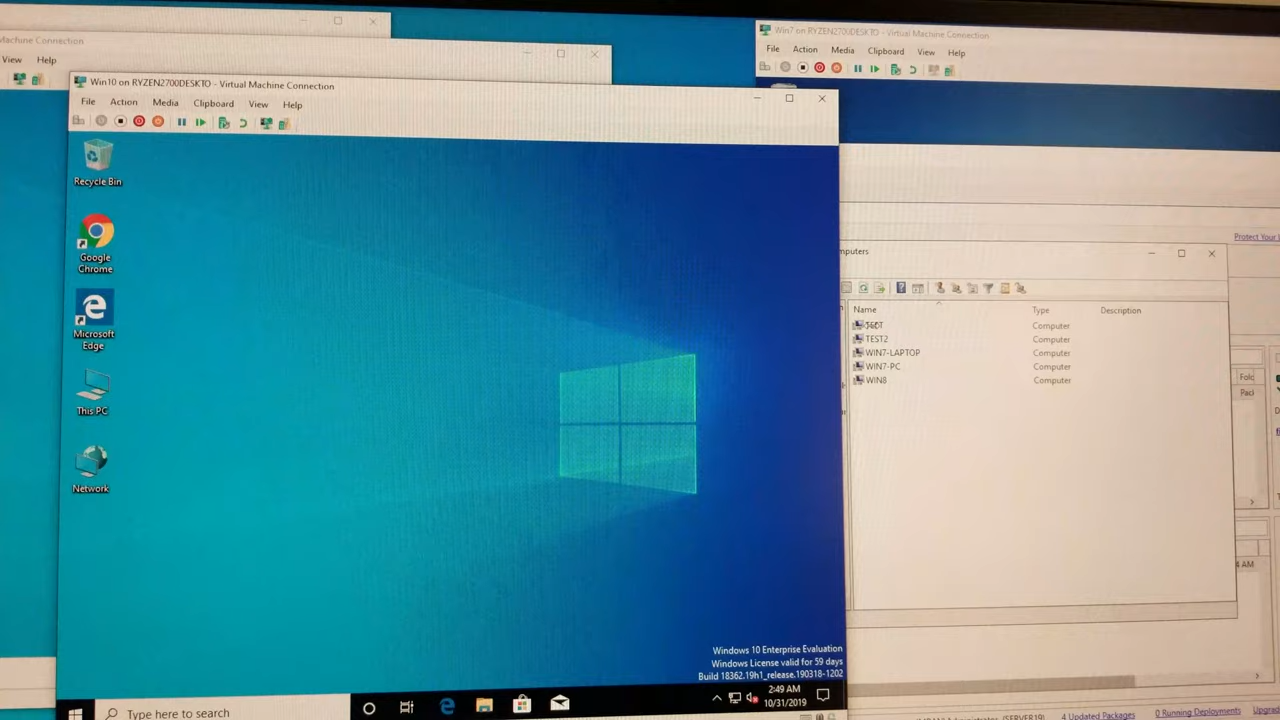 Machine Connection
View Help
Win10 on RYZEN2700DESKTO - Virtual Machine Connection
File Action Media Clipboard View Help
Recycle Bin
Google
Chrome
Microsoft
Edge
This PC
Network
Windows 10 Enterprise Evaluation
Windows License valid for 59 days
Build 18362.19h1_release.190318-1202
Type here to search
2:49 AM
10/31/2019
Win7 on RYZEN2700DESKTO - Virtual Machine Connection
File Action Media Clipboard View Help
Protect Your
mputers
Name Type Description
TEST Computer
TEST2 Computer
WIN7-LAPTOP Computer
WIN7-PC Computer
WIN8 Computer
4 AM
4 Updated Packages
0 Running Deployments